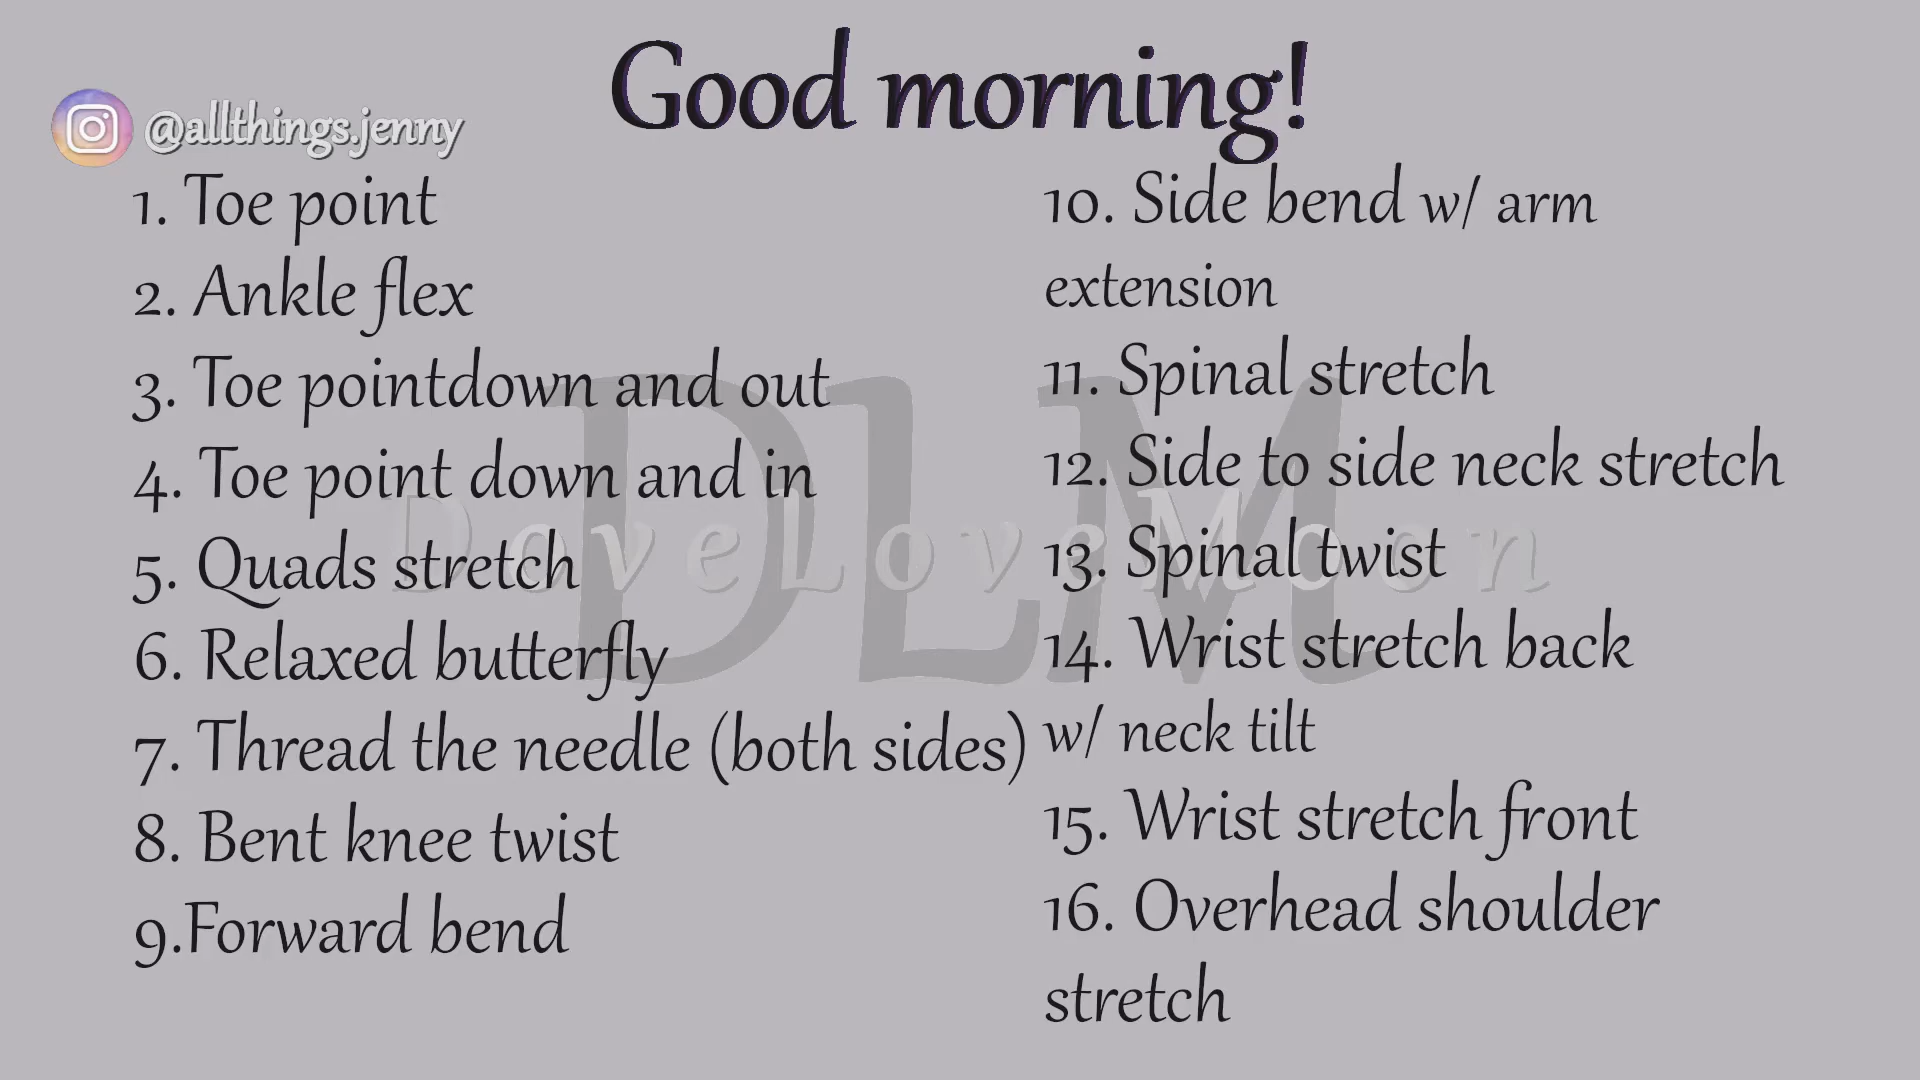 Good morning!
@allthings.jenny
1. Toe point
2. Ankle flex
3. Toe pointdown and out
4. Toe point down and in
5. Quads stretch
6. Relaxed butterfly
7. Thread the needle (both sides)
8. Bent knee twist
9.Forward bend
10. Side bend w/ arm
extension
11. Spinal stretch
12. Side to side neck stretch
13. Spinal twist
14. Wrist stretch back
w/ neck tilt
15. Wrist stretch front
16. Overhead shoulder
stretch
DLM
DoveLoveMoon